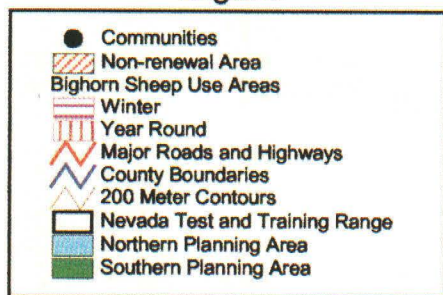 Communities
Non-renewal Area
Bighorn Sheep Use Areas
Winter
Year Round
Major Roads and Highways
County Boundaries
200 Meter Contours
Nevada Test and Training Range
Northern Planning Area
Southern Planning Area